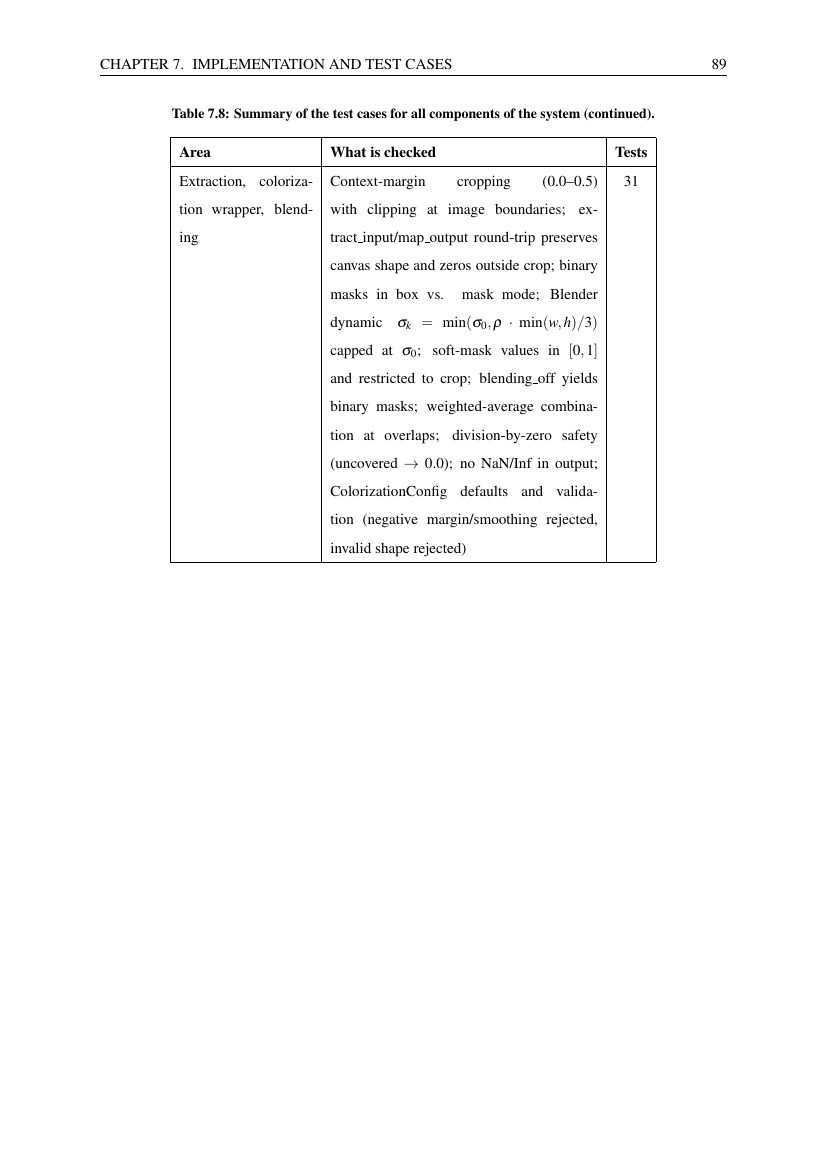 CHAPTER 7. IMPLEMENTATION AND TEST CASES 89
Table 7.8: Summary of the test cases for all components of the system (continued).
Area What is checked Tests
Extraction, coloriza- Context-margin cropping (0.0–0.5) 31
tion wrapper, blend- with clipping at image boundaries; ex-
ing tract_input/map_output round-trip preserves
canvas shape and zeros outside crop; binary
masks in box vs. mask mode; Blender
dynamic σk = min(σ0, ρ · min(w, h)/3)
capped at σ0; soft-mask values in [0, 1]
and restricted to crop; blending_off yields
binary masks; weighted-average combina-
tion at overlaps; division-by-zero safety
(uncovered → 0.0); no NaN/Inf in output;
ColorizationConfig defaults and valida-
tion (negative margin/smoothing rejected,
invalid shape rejected)